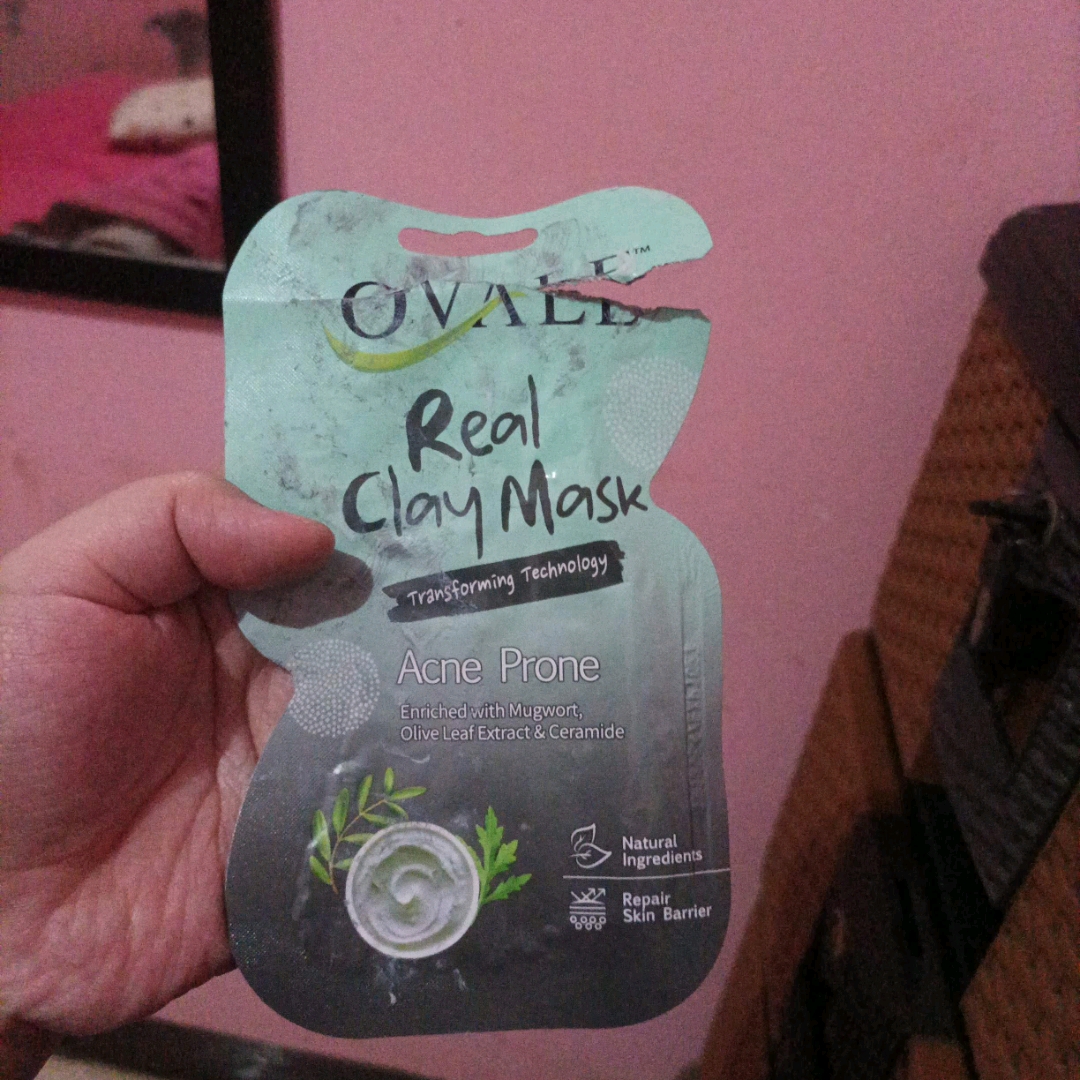 OVALE™
Real
Clay Mask
Transforming Technology
Acne Prone
Enriched with Mugwort,
Olive Leaf Extract & Ceramide
Natural
Ingredients
Repair
Skin Barrier